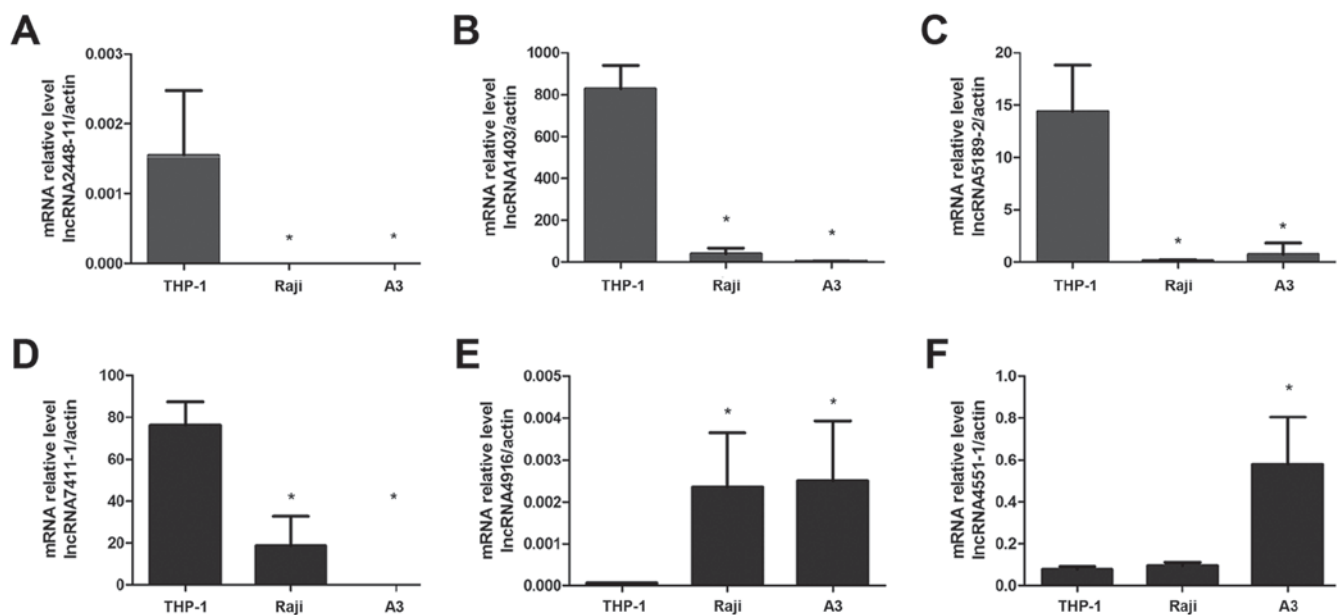 A
mRNA relative level
lncRNA2448-11/actin
0.003
0.002
0.001
0.000
*
*
THP-1 Raji A3
B
mRNA relative level
lncRNA1403/actin
1000
800
600
400
200
0
*
*
THP-1 Raji A3
C
mRNA relative level
lncRNA5189-2/actin
20
15
10
5
0
*
*
THP-1 Raji A3
D
mRNA relative level
lncRNA7411-1/actin
100
80
60
40
20
0
*
*
THP-1 Raji A3
E
mRNA relative level
lncRNA4916/actin
0.005
0.004
0.003
0.002
0.001
0.000
*
*
THP-1 Raji A3
F
mRNA relative level
lncRNA4551-1/actin
1.0
0.8
0.6
0.4
0.2
0.0
*
THP-1 Raji A3